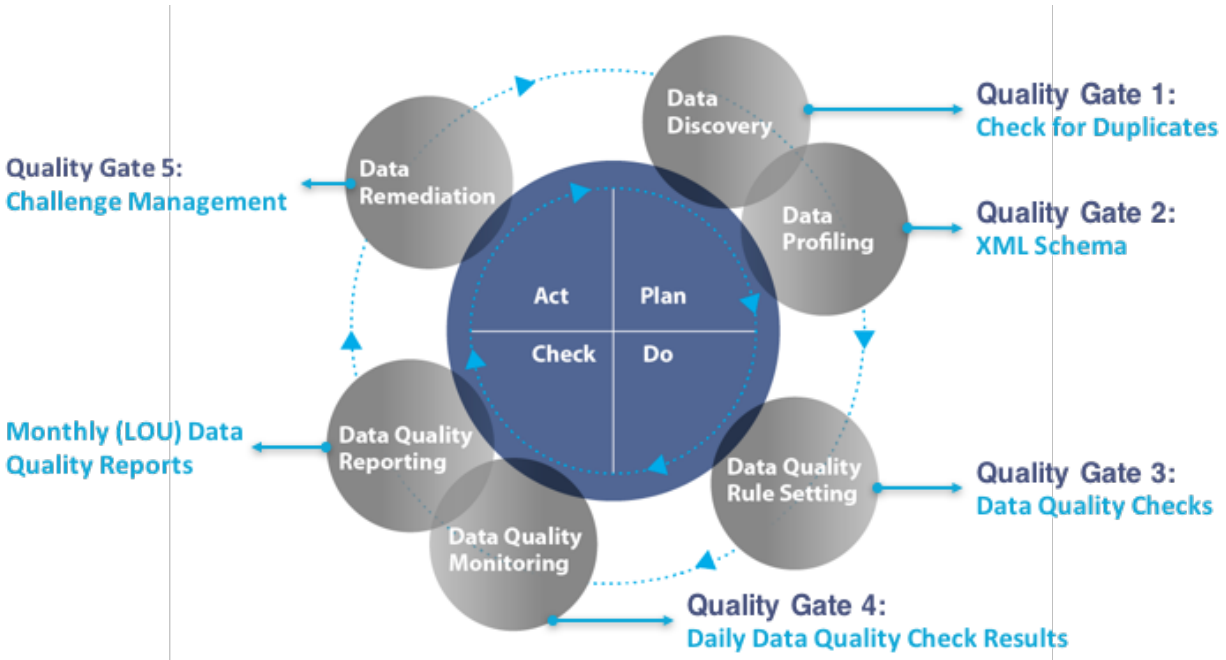 Data
Discovery
Quality Gate 1:
Check for Duplicates
Data
Profiling
Quality Gate 2:
XML Schema
Quality Gate 5:
Challenge Management
Data
Remediation
Act
Plan
Check
Do
Monthly (LOU) Data
Quality Reports
Data Quality
Reporting
Data Quality
Rule Setting
Quality Gate 3:
Data Quality Checks
Data Quality
Monitoring
Quality Gate 4:
Daily Data Quality Check Results